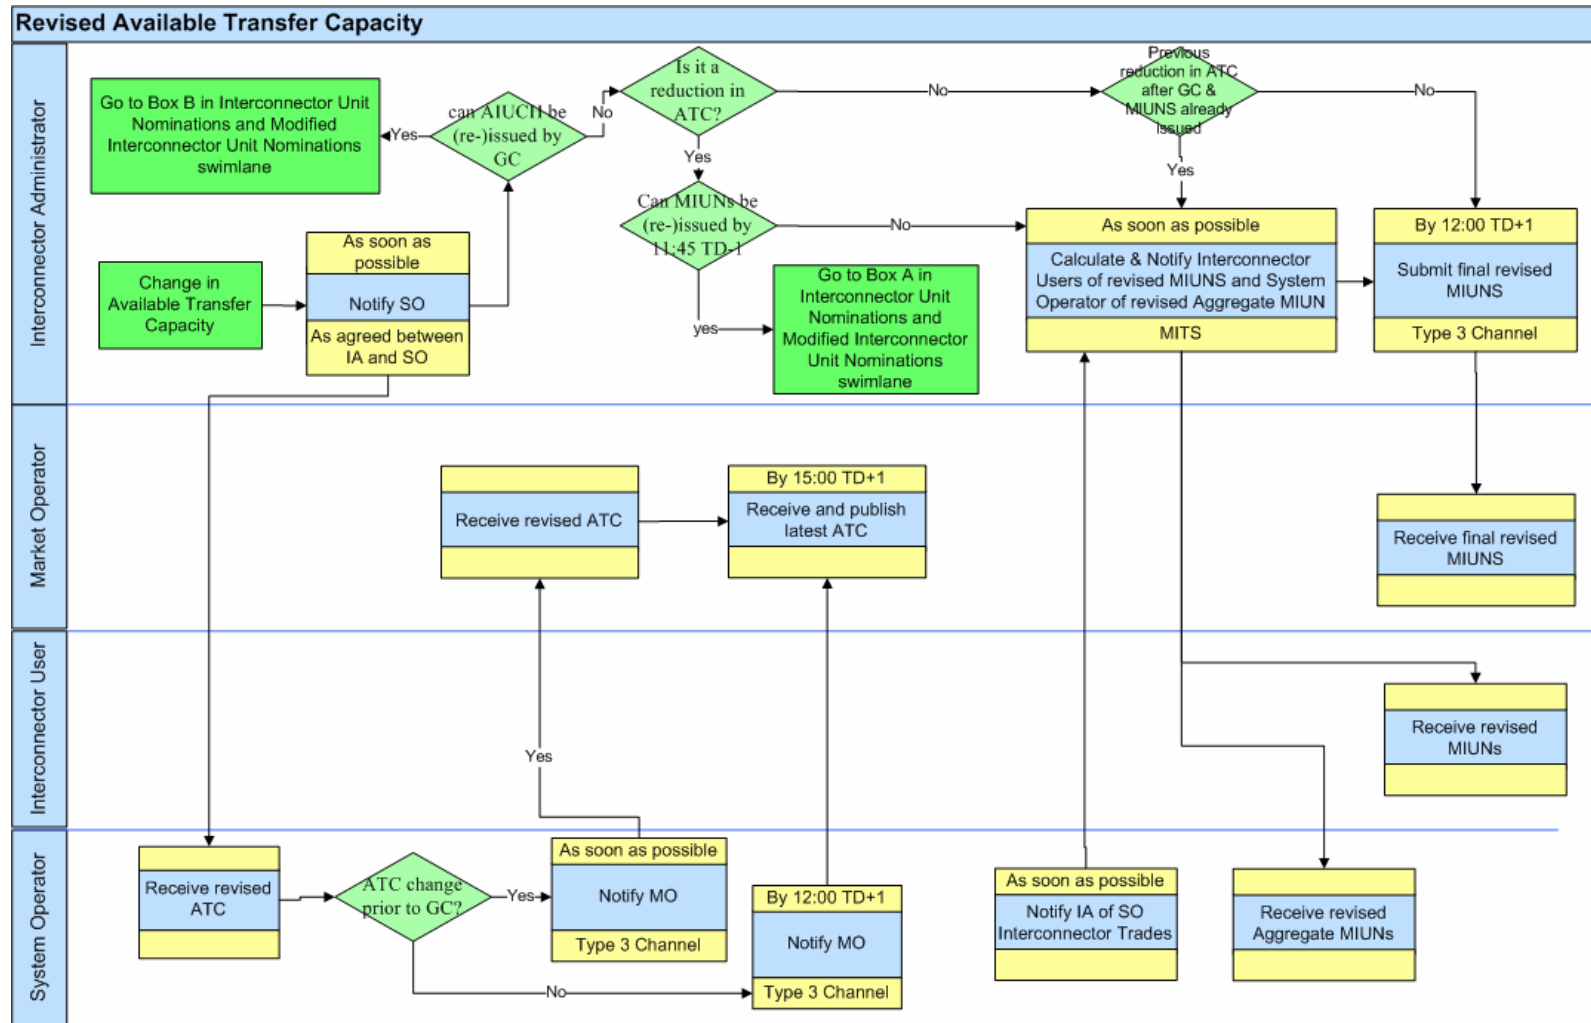 Revised Available Transfer Capacity
Interconnector Administrator
Go to Box B in Interconnector Unit
Nominations and Modified
Interconnector Unit Nominations
swimlane
Yes
can AIUCH be
(re-)issued by
GC
No
Is it a
reduction in
ATC?
No
Previous
reduction in ATC
after GC &
MIUNS already
issued
No
Yes
Yes
Can MIUNs be
(re-)issued by
11:45 TD-1
No
yes
Change in
Available Transfer
Capacity
As soon as
possible
Notify SO
As agreed between
IA and SO
Go to Box A in
Interconnector Unit
Nominations and
Modified Interconnector
Unit Nominations
swimlane
As soon as possible
Calculate & Notify Interconnector
Users of revised MIUNS and System
Operator of revised Aggregate MIUN
MITS
By 12:00 TD+1
Submit final revised
MIUNS
Type 3 Channel
Market Operator
Receive revised ATC
By 15:00 TD+1
Receive and publish
latest ATC
Receive final revised
MIUNS
Interconnector User
Yes
Receive revised
MIUNs
System Operator
Receive revised
ATC
ATC change
prior to GC?
Yes
As soon as possible
Notify MO
Type 3 Channel
No
By 12:00 TD+1
Notify MO
Type 3 Channel
As soon as possible
Notify IA of SO
Interconnector Trades
Receive revised
Aggregate MIUNs